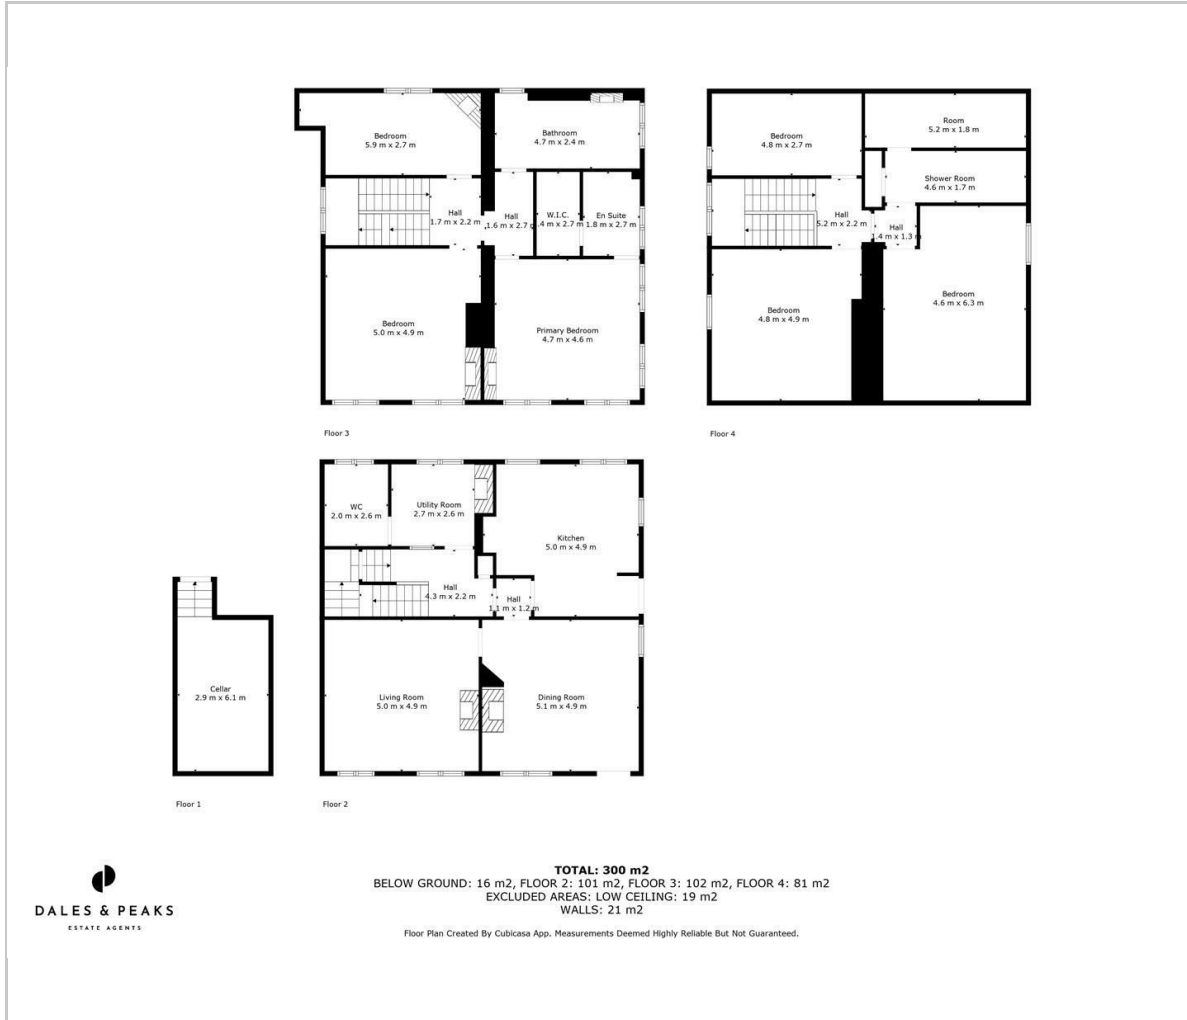 Bedroom
5.9 m x 2.7 m
Bathroom
4.7 m x 2.4 m
Hall
1.7 m x 2.2 m
Hall
1.6 m x 2.7
W.I.C.
.4 m x 2.7 m
En Suite
1.8 m x 2.7 m
Bedroom
5.0 m x 4.9 m
Primary Bedroom
4.7 m x 4.6 m
Floor 3
Bedroom
4.8 m x 2.7 m
Room
5.2 m x 1.8 m
Shower Room
4.6 m x 1.7 m
Hall
5.2 m x 2.2 m
Hall
1.4 m x 1.3 m
Bedroom
4.8 m x 4.9 m
Bedroom
4.6 m x 6.3 m
Floor 4
WC
2.0 m x 2.6 m
Utility Room
2.7 m x 2.6 m
Kitchen
5.0 m x 4.9 m
Hall
4.3 m x 2.2 m
Hall
1.1 m x 1.2 m
Living Room
5.0 m x 4.9 m
Dining Room
5.1 m x 4.9 m
Floor 2
Cellar
2.9 m x 6.1 m
Floor 1
DALES & PEAKS
ESTATE AGENTS
TOTAL: 300 m2
BELOW GROUND: 16 m2, FLOOR 2: 101 m2, FLOOR 3: 102 m2, FLOOR 4: 81 m2
EXCLUDED AREAS: LOW CEILING: 19 m2
WALLS: 21 m2
Floor Plan Created By Cubicasa App. Measurements Deemed Highly Reliable But Not Guaranteed.